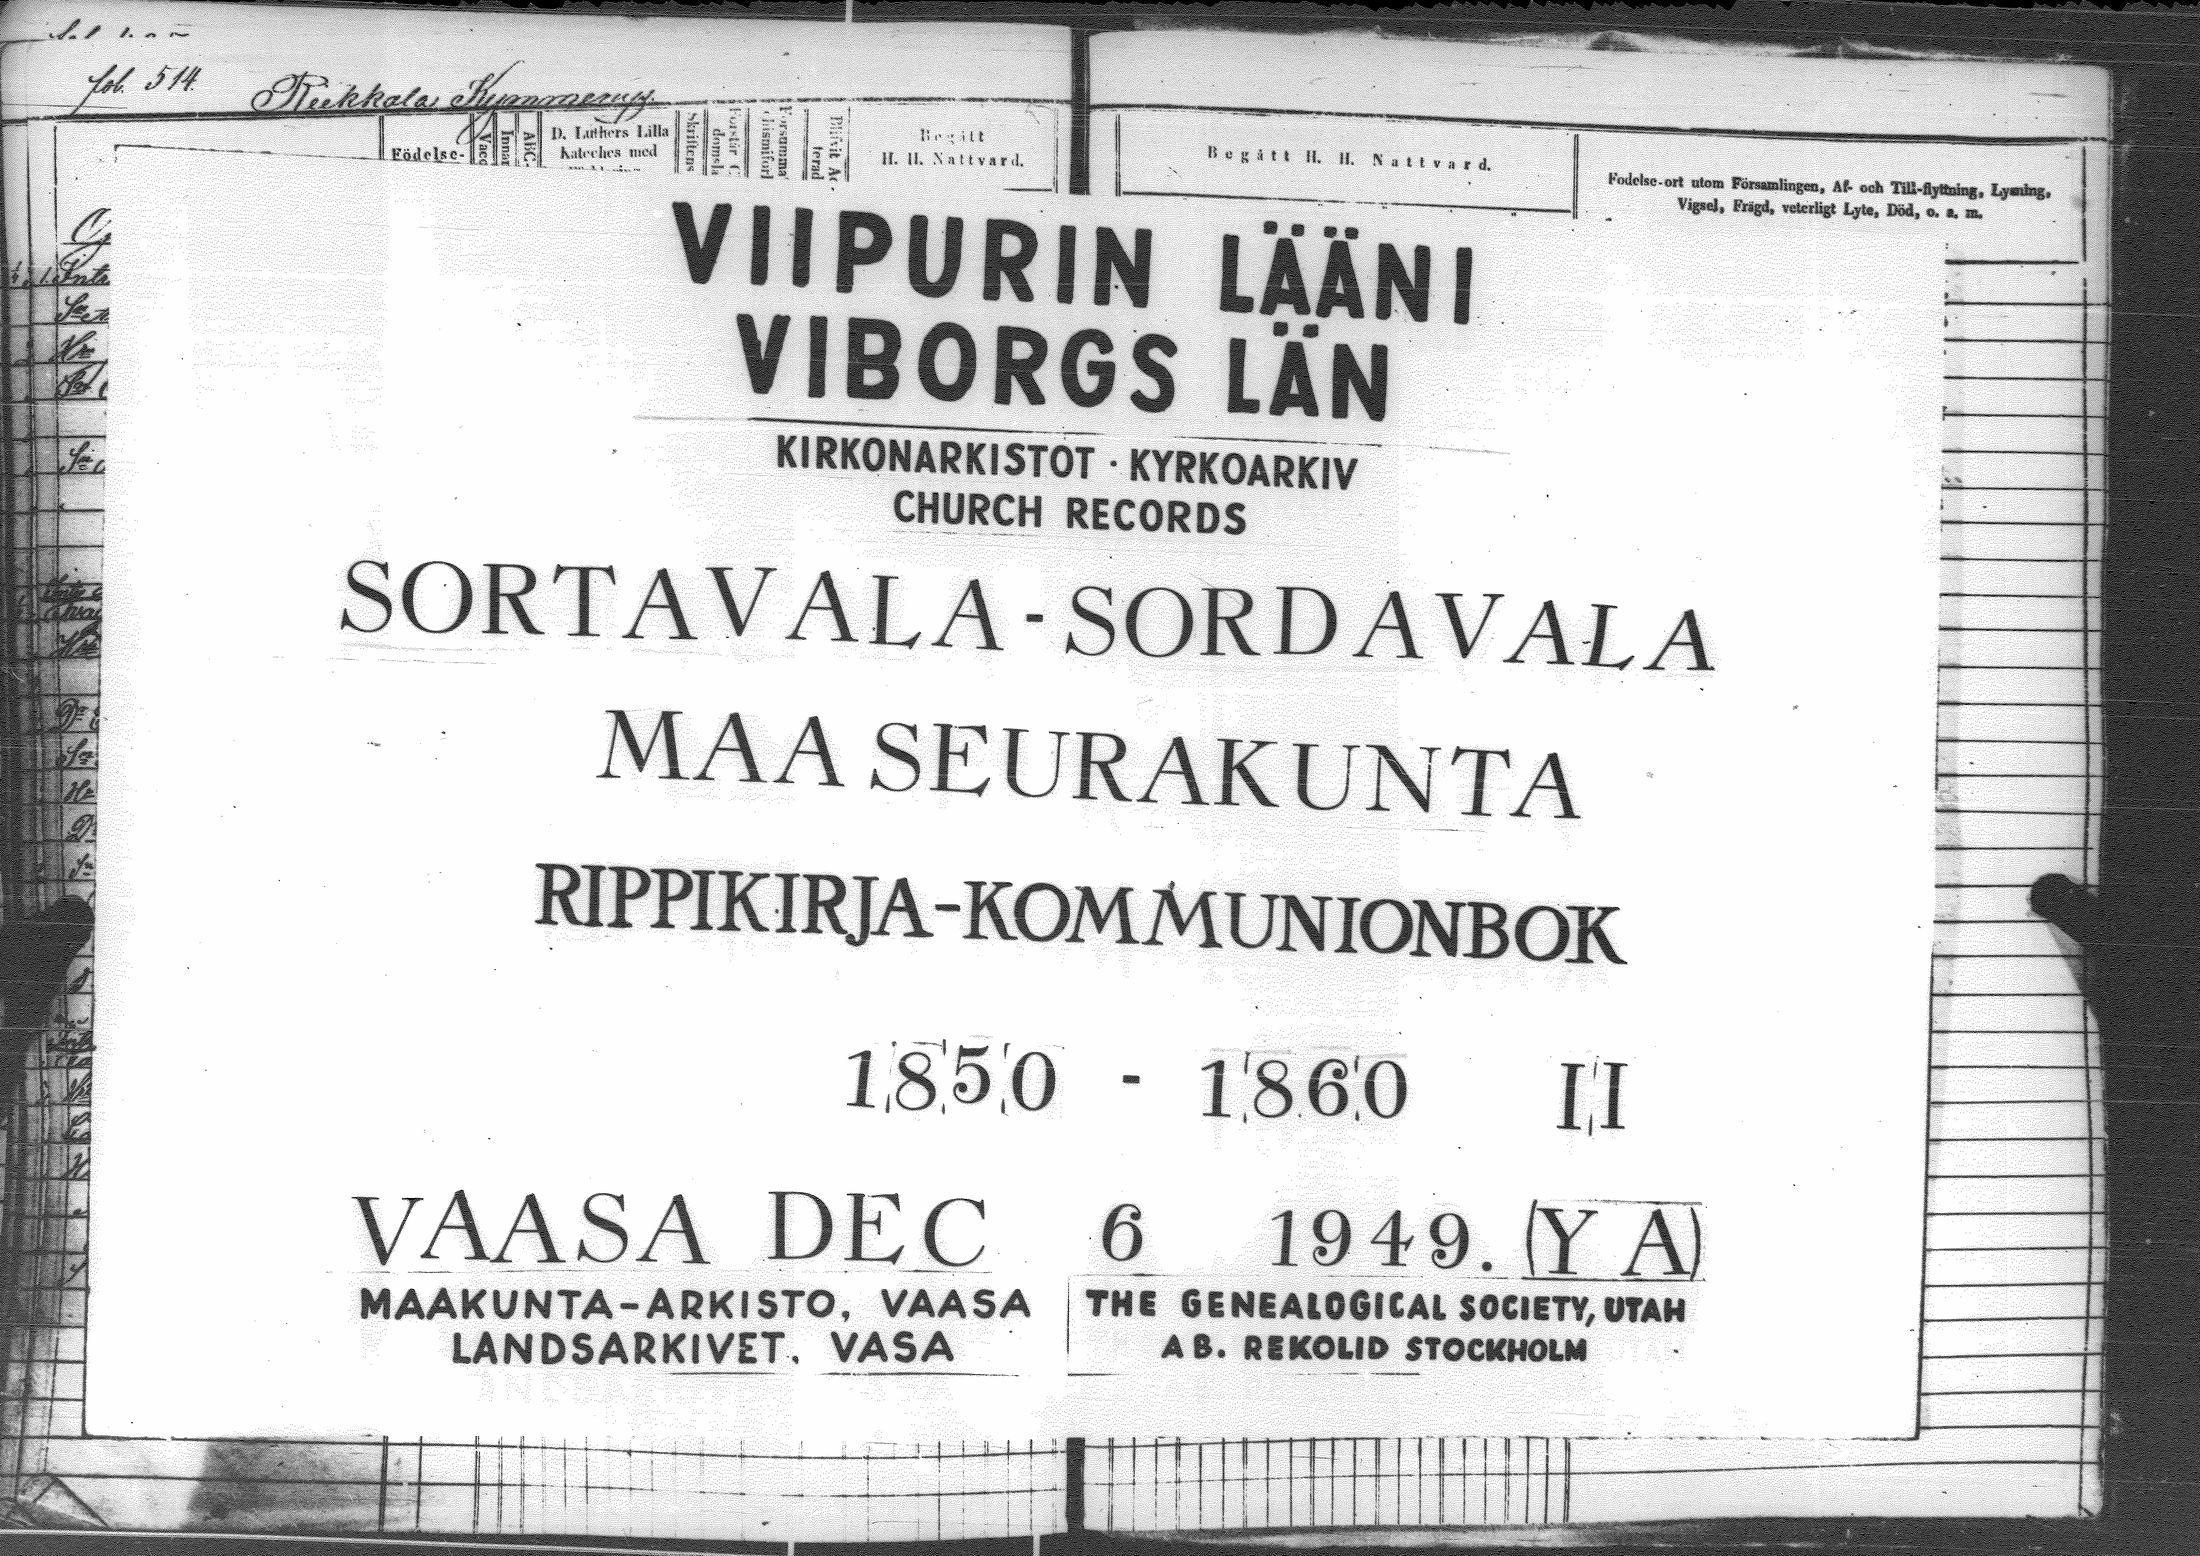 fol. 514.
Riekkala Kymmenys.
Födelse-
D. Luthers Lilla
Kateches med
Begått
H. H. Nattvard.
Begått H. H. Nattvard.
Fodelse-ort utom Församlingen, Af- och Till-flyttning, Lysning,
Vigsel, Frägd, veterligt Lyte, Död, o. s. m.
VIIPURIN LÄÄNI
VIBORGS LÄN
KIRKONARKISTOT · KYRKOARKIV
CHURCH RECORDS
SORTAVALA - SORDAVALA
MAASEURAKUNTA
RIPPIKIRJA-KOMMUNIONBOK
1850 - 1860 II
VAASA DEC 6 1949. (YA)
MAAKUNTA-ARKISTO, VAASA
LANDSARKIVET. VASA
THE GENEALOGICAL SOCIETY, UTAH
AB. REKOLID STOCKHOLM